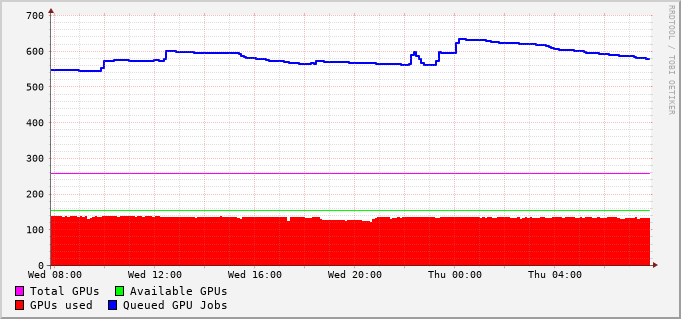 700
600
500
400
300
200
100
0
Wed 08:00 Wed 12:00 Wed 16:00 Wed 20:00 Thu 00:00 Thu 04:00
Total GPUs Available GPUs
GPUs used Queued GPU Jobs
RRDTOOL / TOBI OETIKER